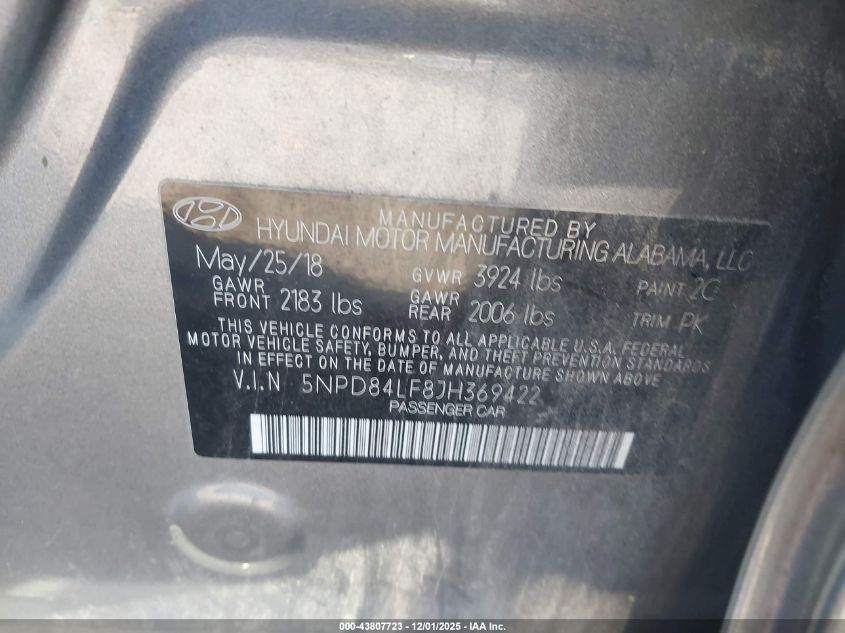 MANUFACTURED BY
HYUNDAI MOTOR MANUFACTURING ALABAMA, LLC
May/25/18 GVWR 3924 lbs PAINT 2C
GAWR FRONT 2183 lbs GAWR REAR 2006 lbs TRIM PK
THIS VEHICLE CONFORMS TO ALL APPLICABLE U.S.A. FEDERAL
MOTOR VEHICLE SAFETY, BUMPER, AND THEFT PREVENTION STANDARDS
IN EFFECT ON THE DATE OF MANUFACTURE SHOWN ABOVE
V.I.N 5NPD84LF8JH369422
PASSENGER CAR
000-43807723 - 12/01/2025 - IAA Inc.